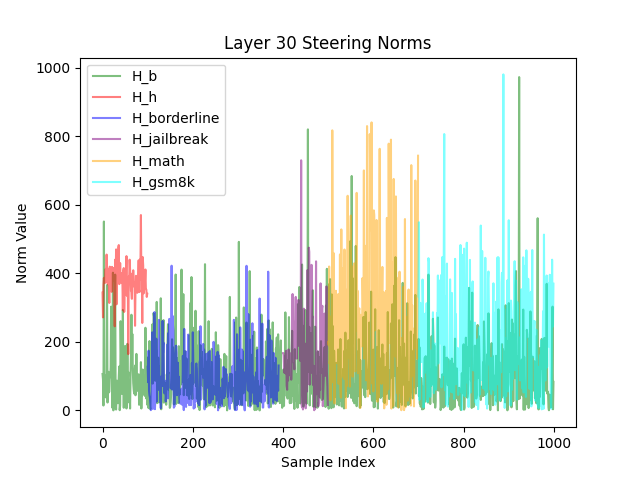 Layer 30 Steering Norms
H_b
H_h
H_borderline
H_jailbreak
H_math
H_gsm8k
Norm Value
1000
800
600
400
200
0
0 200 400 600 800 1000
Sample Index